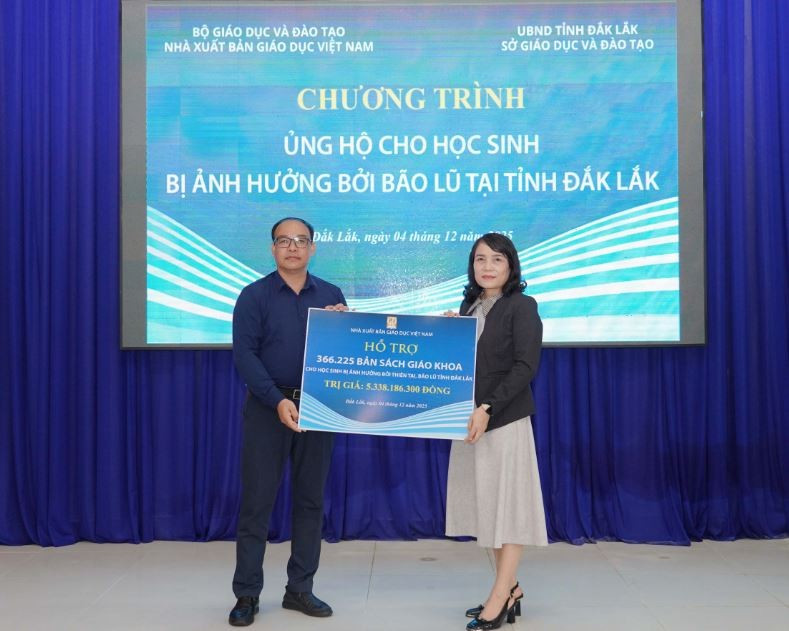 BỘ GIÁO DỤC VÀ ĐÀO TẠO
NHÀ XUẤT BẢN GIÁO DỤC VIỆT NAM
UBND TỈNH ĐẮK LẮK
SỞ GIÁO DỤC VÀ ĐÀO TẠO
CHƯƠNG TRÌNH
ỦNG HỘ CHO HỌC SINH
BỊ ẢNH HƯỞNG BỞI BÃO LŨ TẠI TỈNH ĐẮK LẮK
Đắk Lắk, ngày 04 tháng 12 năm 2025
NHÀ XUẤT BẢN GIÁO DỤC VIỆT NAM
HỖ TRỢ
366.225 BẢN SÁCH GIÁO KHOA
CHO HỌC SINH BỊ ẢNH HƯỞNG BỞI THIÊN TAI, BÃO LŨ TỈNH ĐẮK LẮK
TRỊ GIÁ: 5.338.186.300 ĐỒNG
Đắk Lắk, ngày 04 tháng 12 năm 2025